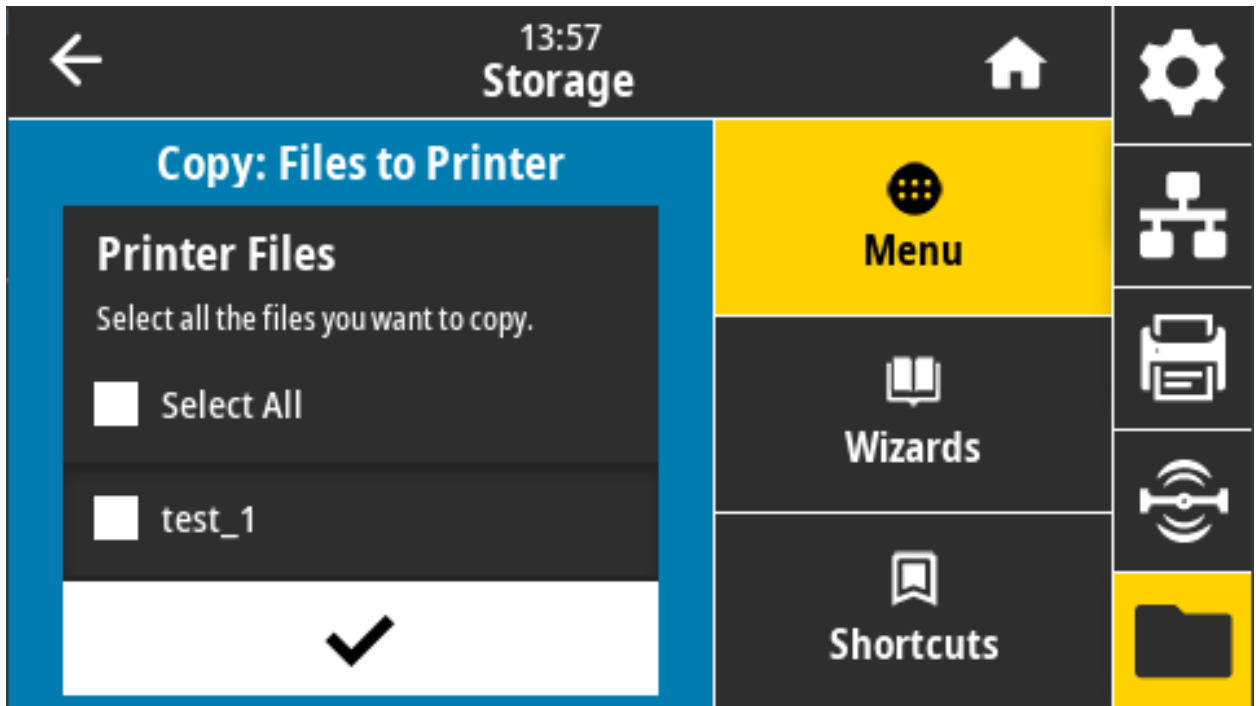 13:57
Storage
Copy: Files to Printer
Printer Files
Select all the files you want to copy.
Select All
test_1
Menu
Wizards
Shortcuts